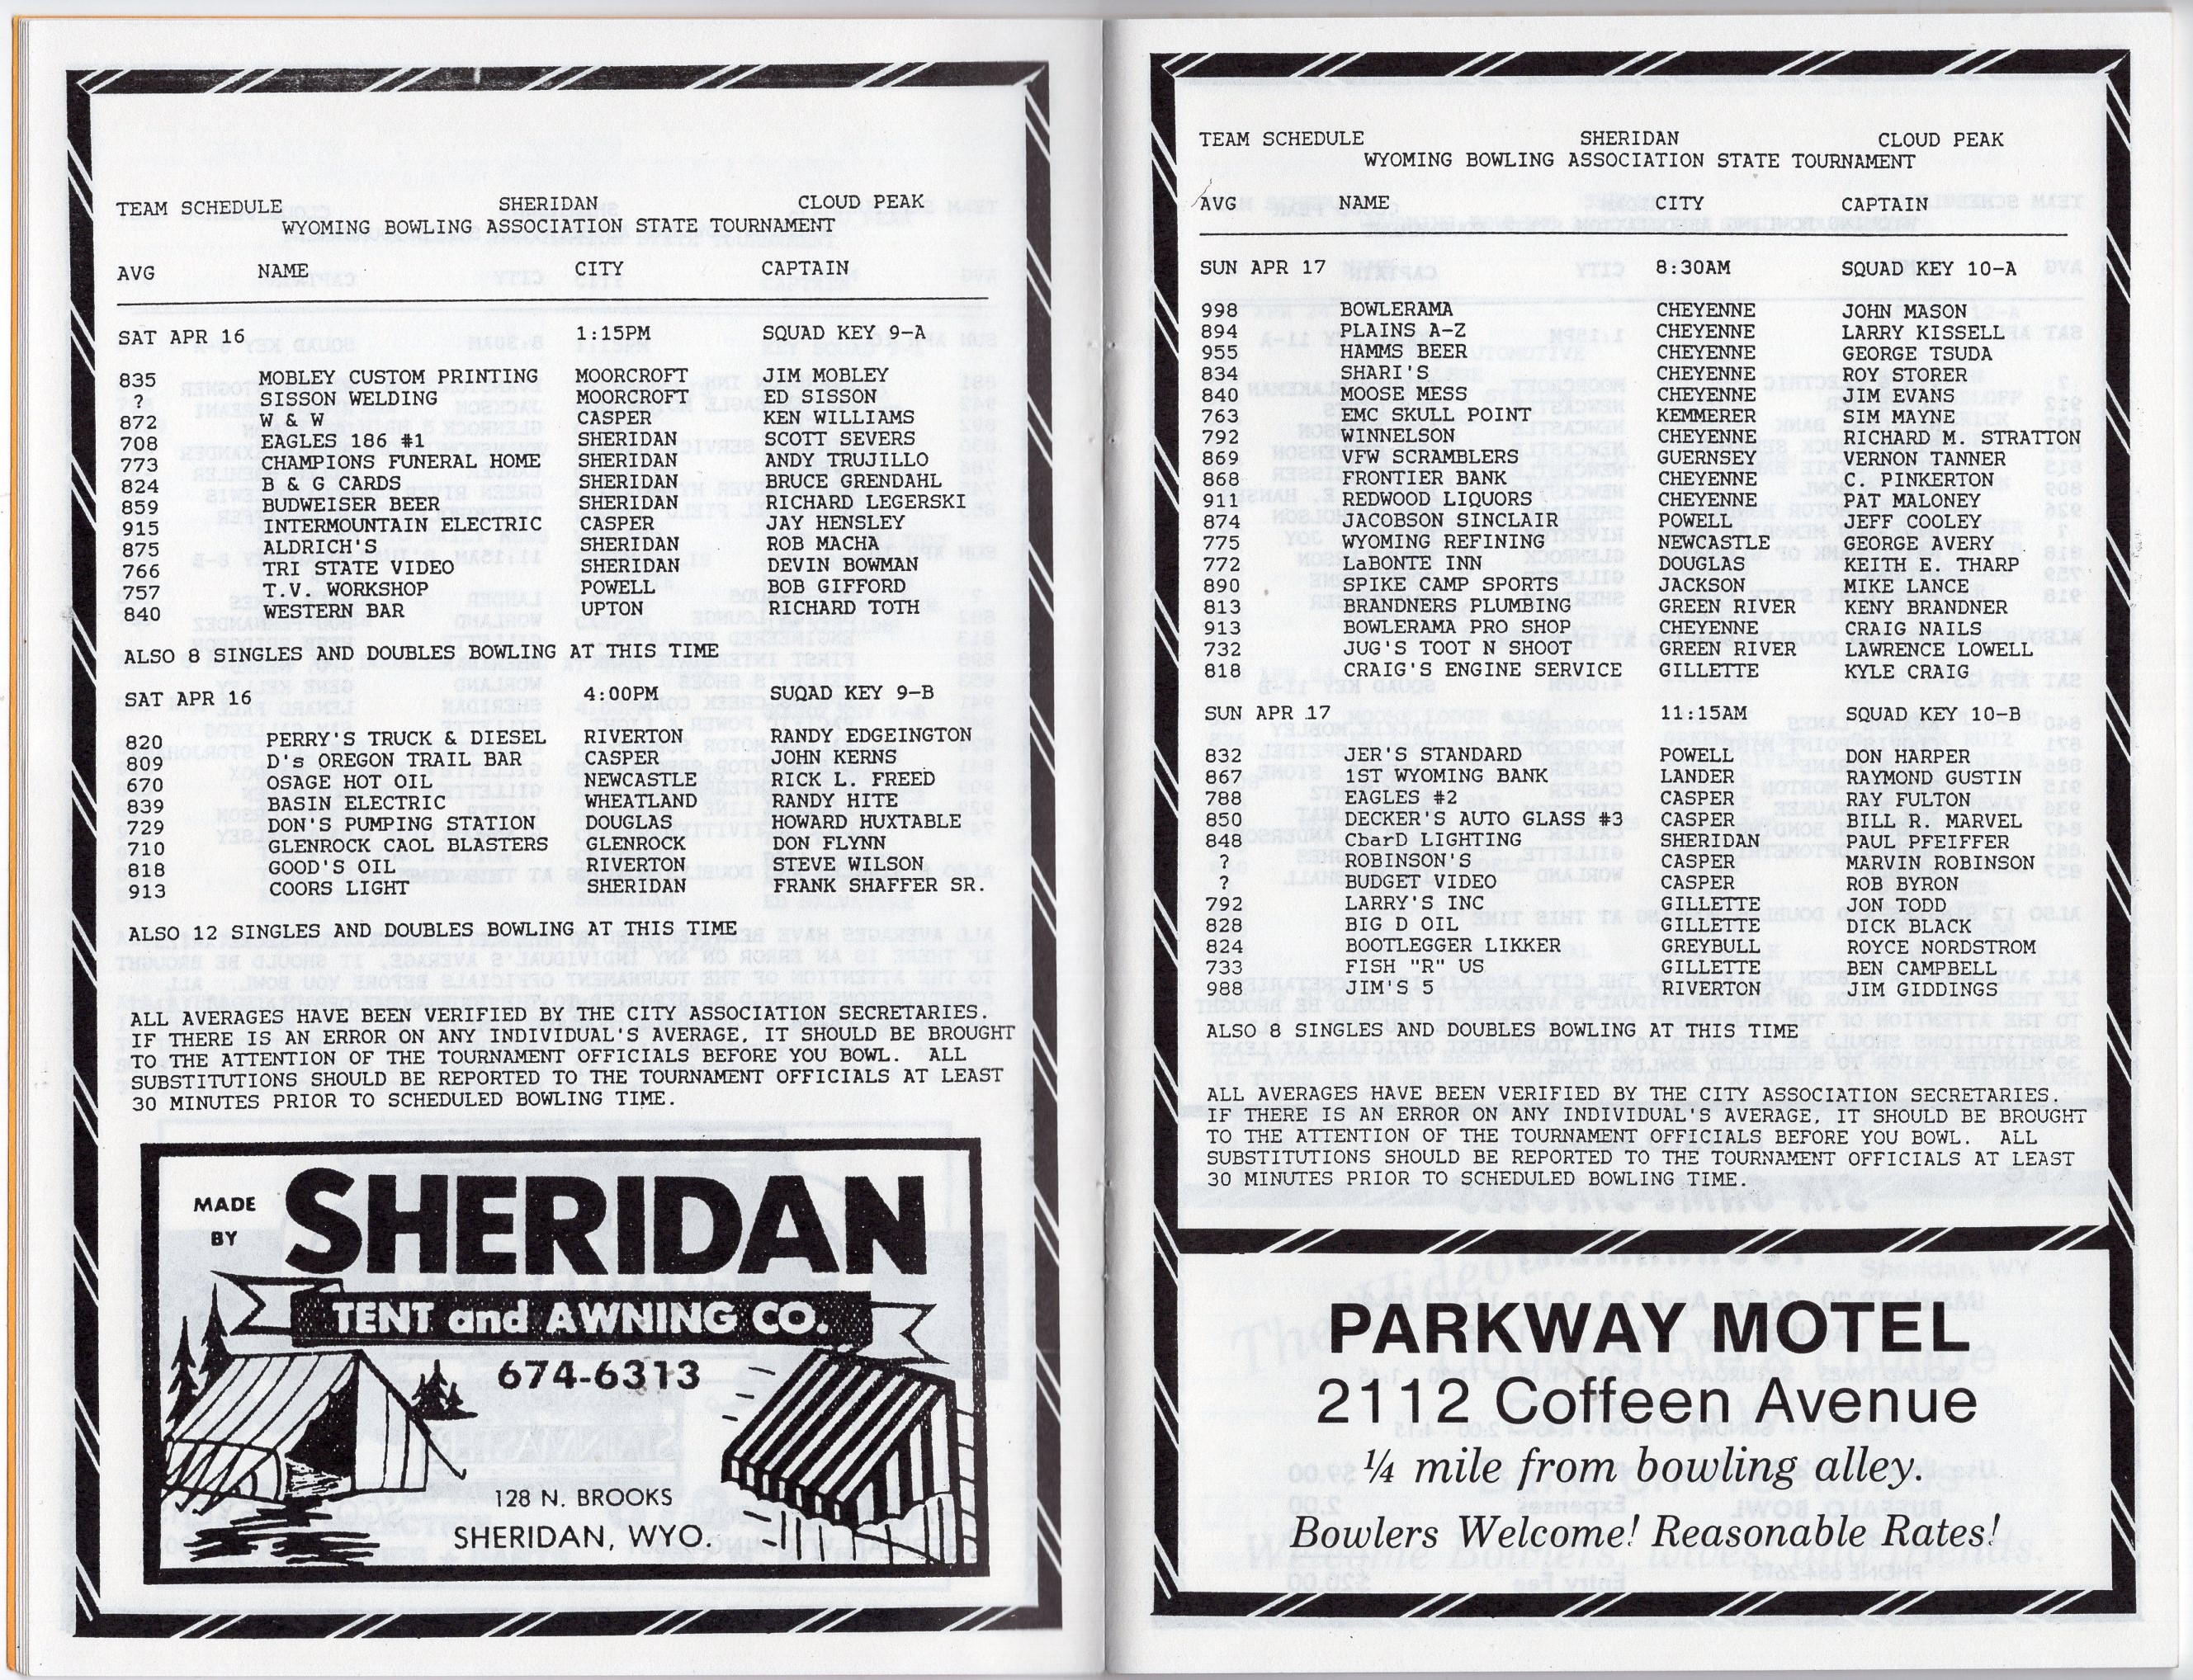 TEAM SCHEDULE SHERIDAN CLOUD PEAK
WYOMING BOWLING ASSOCIATION STATE TOURNAMENT
AVG NAME CITY CAPTAIN
SAT APR 16 1:15PM SQUAD KEY 9-A
835 MOBLEY CUSTOM PRINTING MOORCROFT JIM MOBLEY
? SISSON WELDING MOORCROFT ED SISSON
872 W & W CASPER KEN WILLIAMS
708 EAGLES 186 #1 SHERIDAN SCOTT SEVERS
773 CHAMPIONS FUNERAL HOME SHERIDAN ANDY TRUJILLO
824 B & G CARDS SHERIDAN BRUCE GRENDAHL
859 BUDWEISER BEER SHERIDAN RICHARD LEGERSKI
915 INTERMOUNTAIN ELECTRIC CASPER JAY HENSLEY
875 ALDRICH'S SHERIDAN ROB MACHA
766 TRI STATE VIDEO SHERIDAN DEVIN BOWMAN
757 T.V. WORKSHOP POWELL BOB GIFFORD
840 WESTERN BAR UPTON RICHARD TOTH
ALSO 8 SINGLES AND DOUBLES BOWLING AT THIS TIME
SAT APR 16 4:00PM SUQAD KEY 9-B
820 PERRY'S TRUCK & DIESEL RIVERTON RANDY EDGEINGTON
809 D's OREGON TRAIL BAR CASPER JOHN KERNS
670 OSAGE HOT OIL NEWCASTLE RICK L. FREED
839 BASIN ELECTRIC WHEATLAND RANDY HITE
729 DON'S PUMPING STATION DOUGLAS HOWARD HUXTABLE
710 GLENROCK CAOL BLASTERS GLENROCK DON FLYNN
818 GOOD'S OIL RIVERTON STEVE WILSON
913 COORS LIGHT SHERIDAN FRANK SHAFFER SR.
ALSO 12 SINGLES AND DOUBLES BOWLING AT THIS TIME
ALL AVERAGES HAVE BEEN VERIFIED BY THE CITY ASSOCIATION SECRETARIES.
IF THERE IS AN ERROR ON ANY INDIVIDUAL'S AVERAGE, IT SHOULD BE BROUGHT
TO THE ATTENTION OF THE TOURNAMENT OFFICIALS BEFORE YOU BOWL. ALL
SUBSTITUTIONS SHOULD BE REPORTED TO THE TOURNAMENT OFFICIALS AT LEAST
30 MINUTES PRIOR TO SCHEDULED BOWLING TIME.
MADE
BY
SHERIDAN
TENT and AWNING CO.
674-6313
128 N. BROOKS
SHERIDAN, WYO.
TEAM SCHEDULE SHERIDAN CLOUD PEAK
WYOMING BOWLING ASSOCIATION STATE TOURNAMENT
AVG NAME CITY CAPTAIN
SUN APR 17 8:30AM SQUAD KEY 10-A
998 BOWLERAMA CHEYENNE JOHN MASON
894 PLAINS A-Z CHEYENNE LARRY KISSELL
955 HAMMS BEER CHEYENNE GEORGE TSUDA
834 SHARI'S CHEYENNE ROY STORER
840 MOOSE MESS CHEYENNE JIM EVANS
763 EMC SKULL POINT KEMMERER SIM MAYNE
792 WINNELSON CHEYENNE RICHARD M. STRATTON
869 VFW SCRAMBLERS GUERNSEY VERNON TANNER
868 FRONTIER BANK CHEYENNE C. PINKERTON
911 REDWOOD LIQUORS CHEYENNE PAT MALONEY
874 JACOBSON SINCLAIR POWELL JEFF COOLEY
775 WYOMING REFINING NEWCASTLE GEORGE AVERY
772 LaBONTE INN DOUGLAS KEITH E. THARP
890 SPIKE CAMP SPORTS JACKSON MIKE LANCE
813 BRANDNERS PLUMBING GREEN RIVER KENY BRANDNER
913 BOWLERAMA PRO SHOP CHEYENNE CRAIG NAILS
732 JUG'S TOOT N SHOOT GREEN RIVER LAWRENCE LOWELL
818 CRAIG'S ENGINE SERVICE GILLETTE KYLE CRAIG
SUN APR 17 11:15AM SQUAD KEY 10-B
832 JER'S STANDARD POWELL DON HARPER
867 1ST WYOMING BANK LANDER RAYMOND GUSTIN
788 EAGLES #2 CASPER RAY FULTON
850 DECKER'S AUTO GLASS #3 CASPER BILL R. MARVEL
848 CbarD LIGHTING SHERIDAN PAUL PFEIFFER
? ROBINSON'S CASPER MARVIN ROBINSON
? BUDGET VIDEO CASPER ROB BYRON
792 LARRY'S INC GILLETTE JON TODD
828 BIG D OIL GILLETTE DICK BLACK
824 BOOTLEGGER LIKKER GREYBULL ROYCE NORDSTROM
733 FISH "R" US GILLETTE BEN CAMPBELL
988 JIM'S 5 RIVERTON JIM GIDDINGS
ALSO 8 SINGLES AND DOUBLES BOWLING AT THIS TIME
ALL AVERAGES HAVE BEEN VERIFIED BY THE CITY ASSOCIATION SECRETARIES.
IF THERE IS AN ERROR ON ANY INDIVIDUAL'S AVERAGE, IT SHOULD BE BROUGHT
TO THE ATTENTION OF THE TOURNAMENT OFFICIALS BEFORE YOU BOWL. ALL
SUBSTITUTIONS SHOULD BE REPORTED TO THE TOURNAMENT OFFICIALS AT LEAST
30 MINUTES PRIOR TO SCHEDULED BOWLING TIME.
PARKWAY MOTEL
2112 Coffeen Avenue
¼ mile from bowling alley.
Bowlers Welcome! Reasonable Rates!